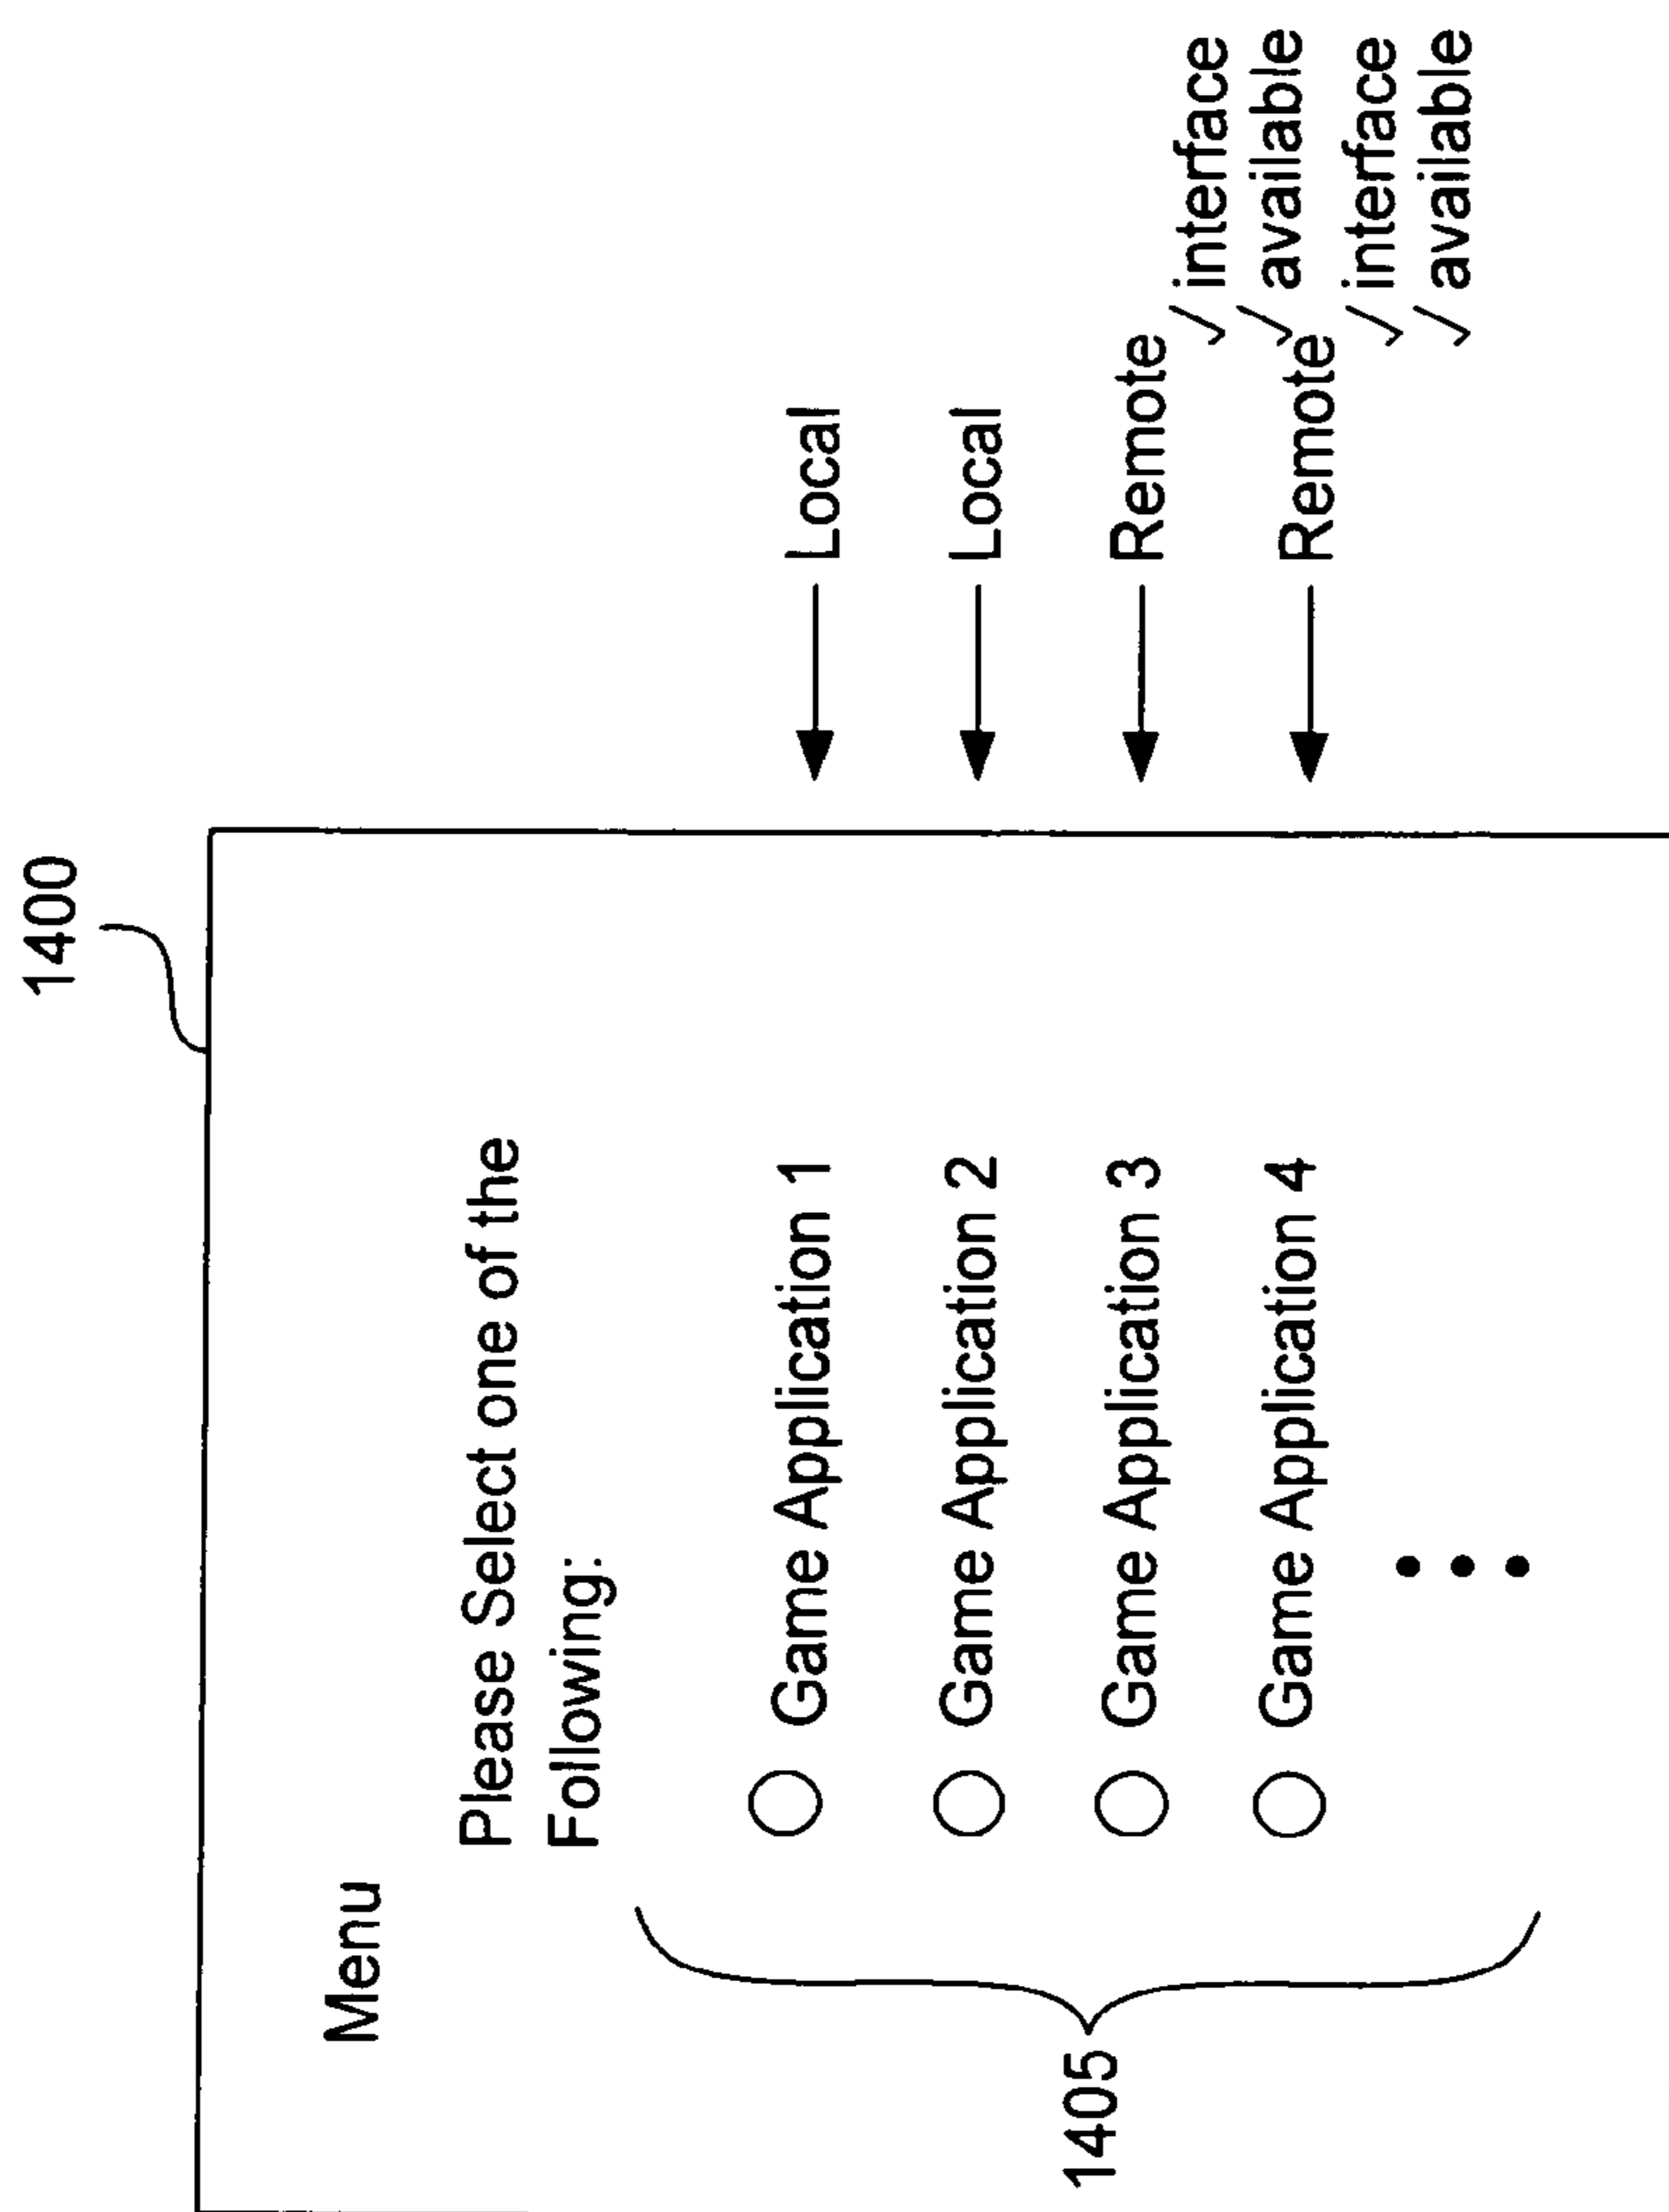 1400
Menu
Please Select one of the
Following:
Game Application 1
Local
Game Application 2
Local
Game Application 3
Remote
√ interface
√ available
Game Application 4
Remote
√ interface
√ available
1405